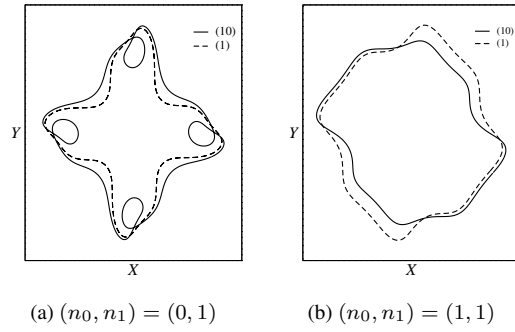 (10)
(1)
Y
X
(a) (n₀, n₁) = (0, 1)
(10)
(1)
Y
X
(b) (n₀, n₁) = (1, 1)